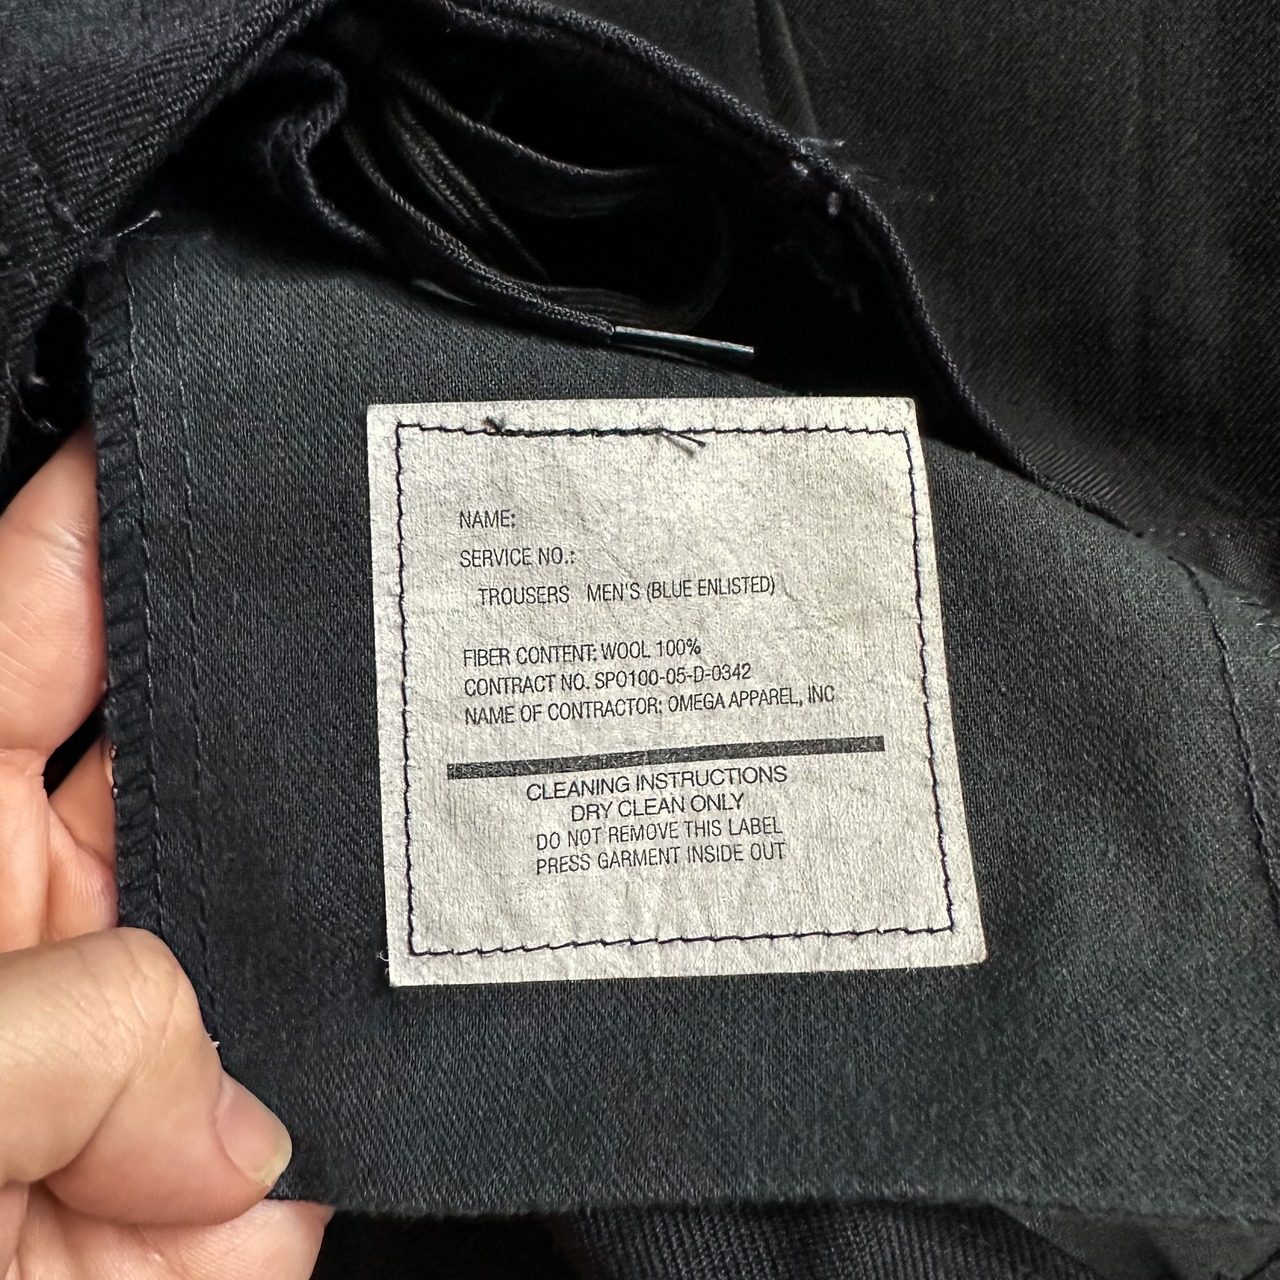 NAME:
SERVICE NO.:
TROUSERS MEN'S (BLUE ENLISTED)
FIBER CONTENT: WOOL 100%
CONTRACT NO. SPO100-05-D-0342
NAME OF CONTRACTOR: OMEGA APPAREL, INC
CLEANING INSTRUCTIONS
DRY CLEAN ONLY
DO NOT REMOVE THIS LABEL
PRESS GARMENT INSIDE OUT